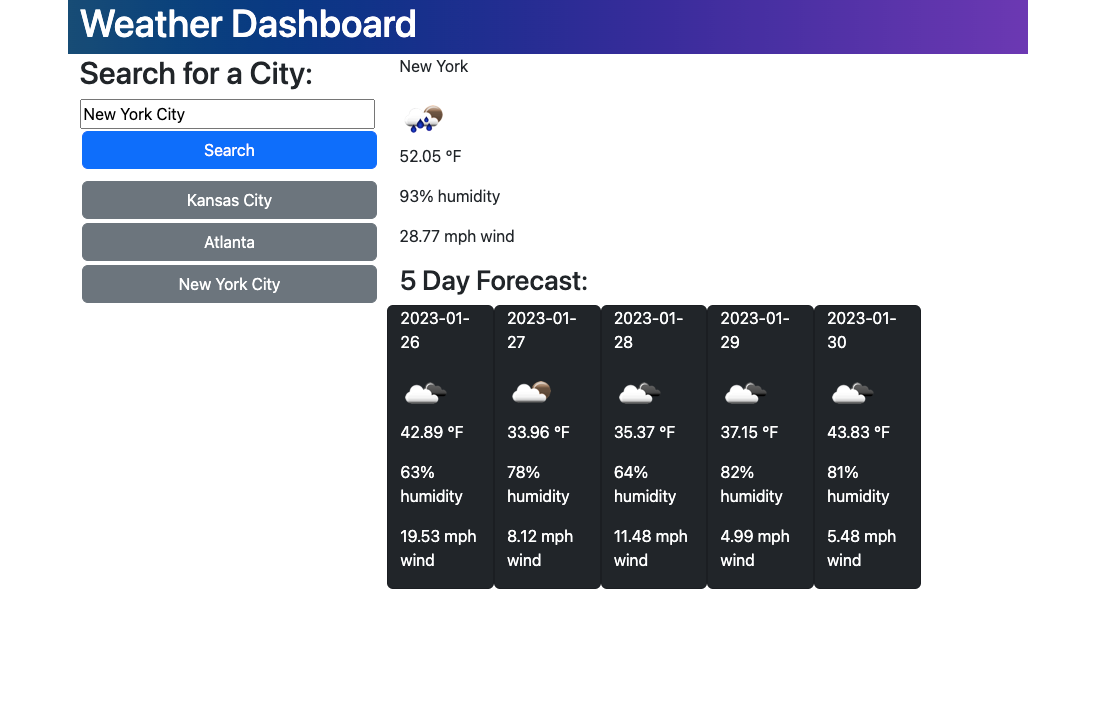 Weather Dashboard
Search for a City:
New York City
Search
Kansas City
Atlanta
New York City
New York
52.05 °F
93% humidity
28.77 mph wind
5 Day Forecast:
2023-01-
26
42.89 °F
63%
humidity
19.53 mph
wind
2023-01-
27
33.96 °F
78%
humidity
8.12 mph
wind
2023-01-
28
35.37 °F
64%
humidity
11.48 mph
wind
2023-01-
29
37.15 °F
82%
humidity
4.99 mph
wind
2023-01-
30
43.83 °F
81%
humidity
5.48 mph
wind